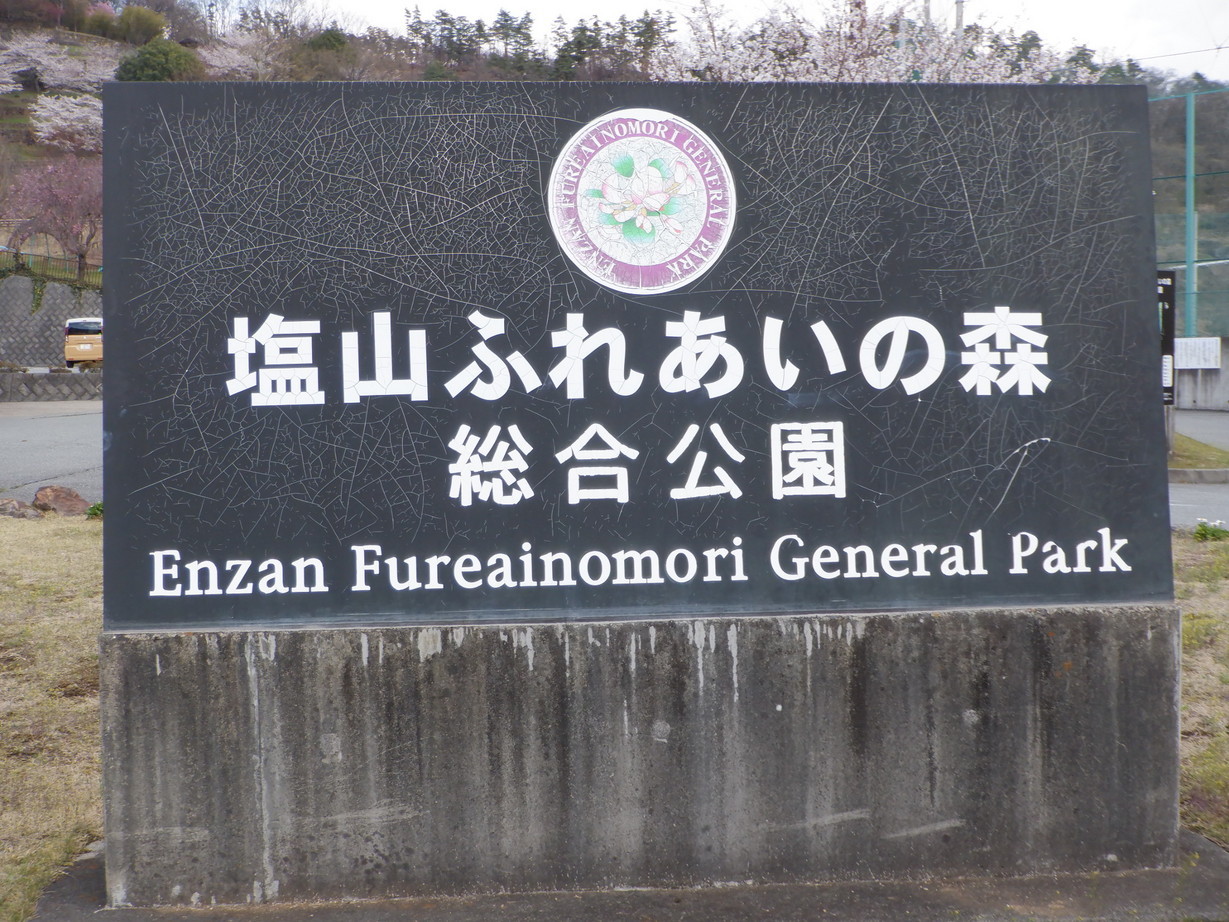 ENZAN FUREAINOMORI GENERAL PARK
塩山ふれあいの森
総合公園
Enzan Fureainomori General Park